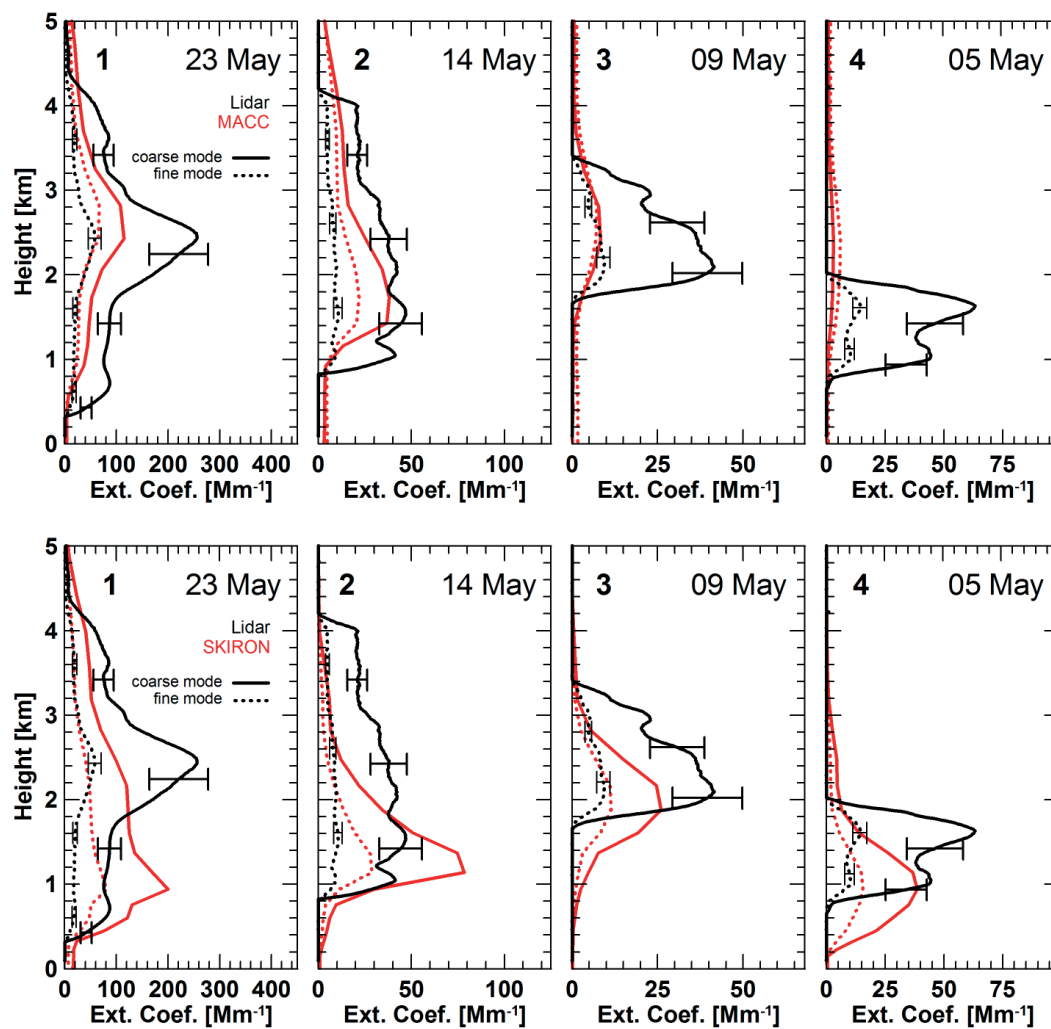 1 23 May
2 14 May
3 09 May
4 05 May
Lidar
MACC
coarse mode
fine mode
Height [km]
5
4
3
2
1
0
0 100 200 300 400
0 50 100
0 25 50
0 25 50 75
Ext. Coef. [Mm⁻¹]
Ext. Coef. [Mm⁻¹]
Ext. Coef. [Mm⁻¹]
Ext. Coef. [Mm⁻¹]
1 23 May
2 14 May
3 09 May
4 05 May
Lidar
SKIRON
coarse mode
fine mode
Height [km]
5
4
3
2
1
0
0 100 200 300 400
0 50 100
0 25 50
0 25 50 75 100
Ext. Coef. [Mm⁻¹]
Ext. Coef. [Mm⁻¹]
Ext. Coef. [Mm⁻¹]
Ext. Coef. [Mm⁻¹]